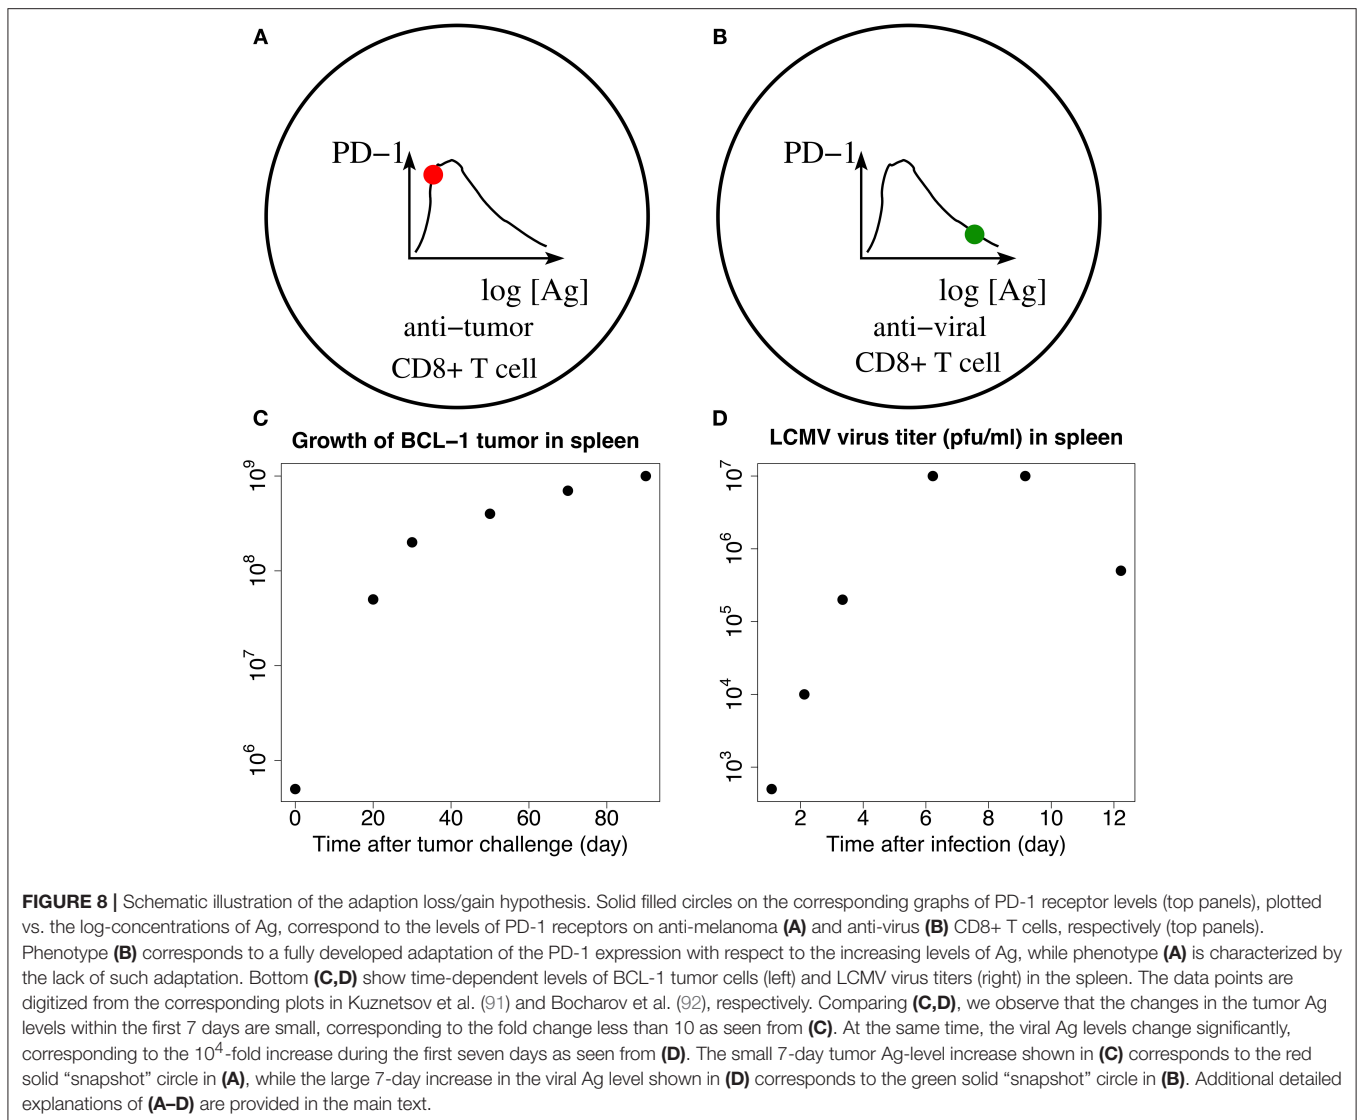 A
PD−1
log [Ag]
anti−tumor
CD8+ T cell
B
PD−1
log [Ag]
anti−viral
CD8+ T cell
C
Growth of BCL−1 tumor in spleen
10^9
10^8
10^7
10^6
0 20 40 60 80
Time after tumor challenge (day)
D
LCMV virus titer (pfu/ml) in spleen
10^7
10^6
10^5
10^4
10^3
2 4 6 8 10 12
Time after infection (day)
FIGURE 8 | Schematic illustration of the adaption loss/gain hypothesis. Solid filled circles on the corresponding graphs of PD-1 receptor levels (top panels), plotted
vs. the log-concentrations of Ag, correspond to the levels of PD-1 receptors on anti-melanoma (A) and anti-virus (B) CD8+ T cells, respectively (top panels).
Phenotype (B) corresponds to a fully developed adaptation of the PD-1 expression with respect to the increasing levels of Ag, while phenotype (A) is characterized by
the lack of such adaptation. Bottom (C,D) show time-dependent levels of BCL-1 tumor cells (left) and LCMV virus titers (right) in the spleen. The data points are
digitized from the corresponding plots in Kuznetsov et al. (91) and Bocharov et al. (92), respectively. Comparing (C,D), we observe that the changes in the tumor Ag
levels within the first 7 days are small, corresponding to the fold change less than 10 as seen from (C). At the same time, the viral Ag levels change significantly,
corresponding to the 10^4-fold increase during the first seven days as seen from (D). The small 7-day tumor Ag-level increase shown in (C) corresponds to the red
solid “snapshot” circle in (A), while the large 7-day increase in the viral Ag level shown in (D) corresponds to the green solid “snapshot” circle in (B). Additional detailed
explanations of (A–D) are provided in the main text.